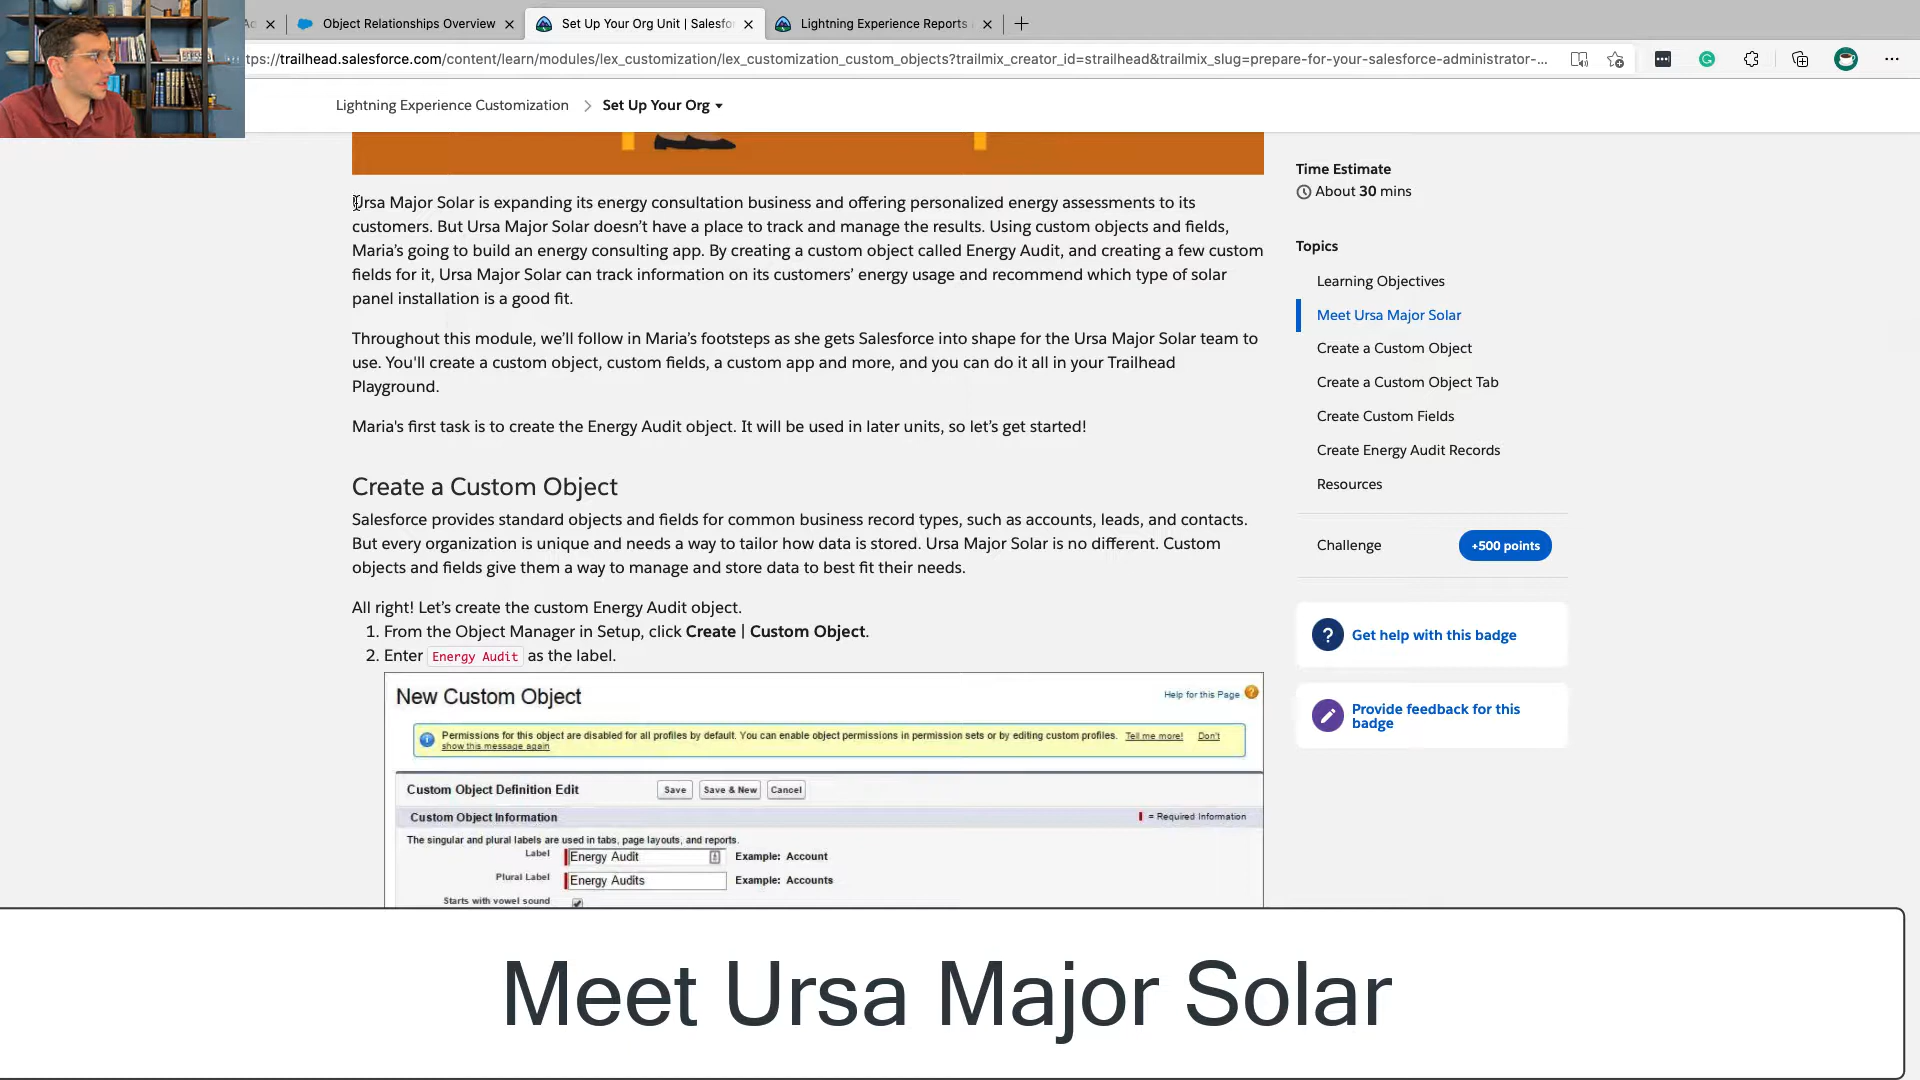 Object Relationships Overview
Set Up Your Org Unit | Salesfo
Lightning Experience Reports
ttps://trailhead.salesforce.com/content/learn/modules/lex_customization/lex_customization_custom_objects?trailmix_creator_id=strailhead&trailmix_slug=prepare-for-your-salesforce-administrator-...
Lightning Experience Customization > Set Up Your Org
Ursa Major Solar is expanding its energy consultation business and offering personalized energy assessments to its
customers. But Ursa Major Solar doesn’t have a place to track and manage the results. Using custom objects and fields,
Maria’s going to build an energy consulting app. By creating a custom object called Energy Audit, and creating a few custom
fields for it, Ursa Major Solar can track information on its customers’ energy usage and recommend which type of solar
panel installation is a good fit.
Throughout this module, we’ll follow in Maria’s footsteps as she gets Salesforce into shape for the Ursa Major Solar team to
use. You'll create a custom object, custom fields, a custom app and more, and you can do it all in your Trailhead
Playground.
Maria's first task is to create the Energy Audit object. It will be used in later units, so let’s get started!
Create a Custom Object
Salesforce provides standard objects and fields for common business record types, such as accounts, leads, and contacts.
But every organization is unique and needs a way to tailor how data is stored. Ursa Major Solar is no different. Custom
objects and fields give them a way to manage and store data to best fit their needs.
All right! Let’s create the custom Energy Audit object.
1. From the Object Manager in Setup, click Create | Custom Object.
2. Enter Energy Audit as the label.
New Custom Object
Help for this Page
Permissions for this object are disabled for all profiles by default. You can enable object permissions in permission sets or by editing custom profiles. Tell me more! Don't
show this message again
Custom Object Definition Edit Save Save & New Cancel
Custom Object Information
= Required Information
The singular and plural labels are used in tabs, page layouts, and reports.
Label Energy Audit Example: Account
Plural Label Energy Audits Example: Accounts
Starts with vowel sound
Time Estimate
About 30 mins
Topics
Learning Objectives
Meet Ursa Major Solar
Create a Custom Object
Create a Custom Object Tab
Create Custom Fields
Create Energy Audit Records
Resources
Challenge +500 points
? Get help with this badge
Provide feedback for this
badge
Meet Ursa Major Solar